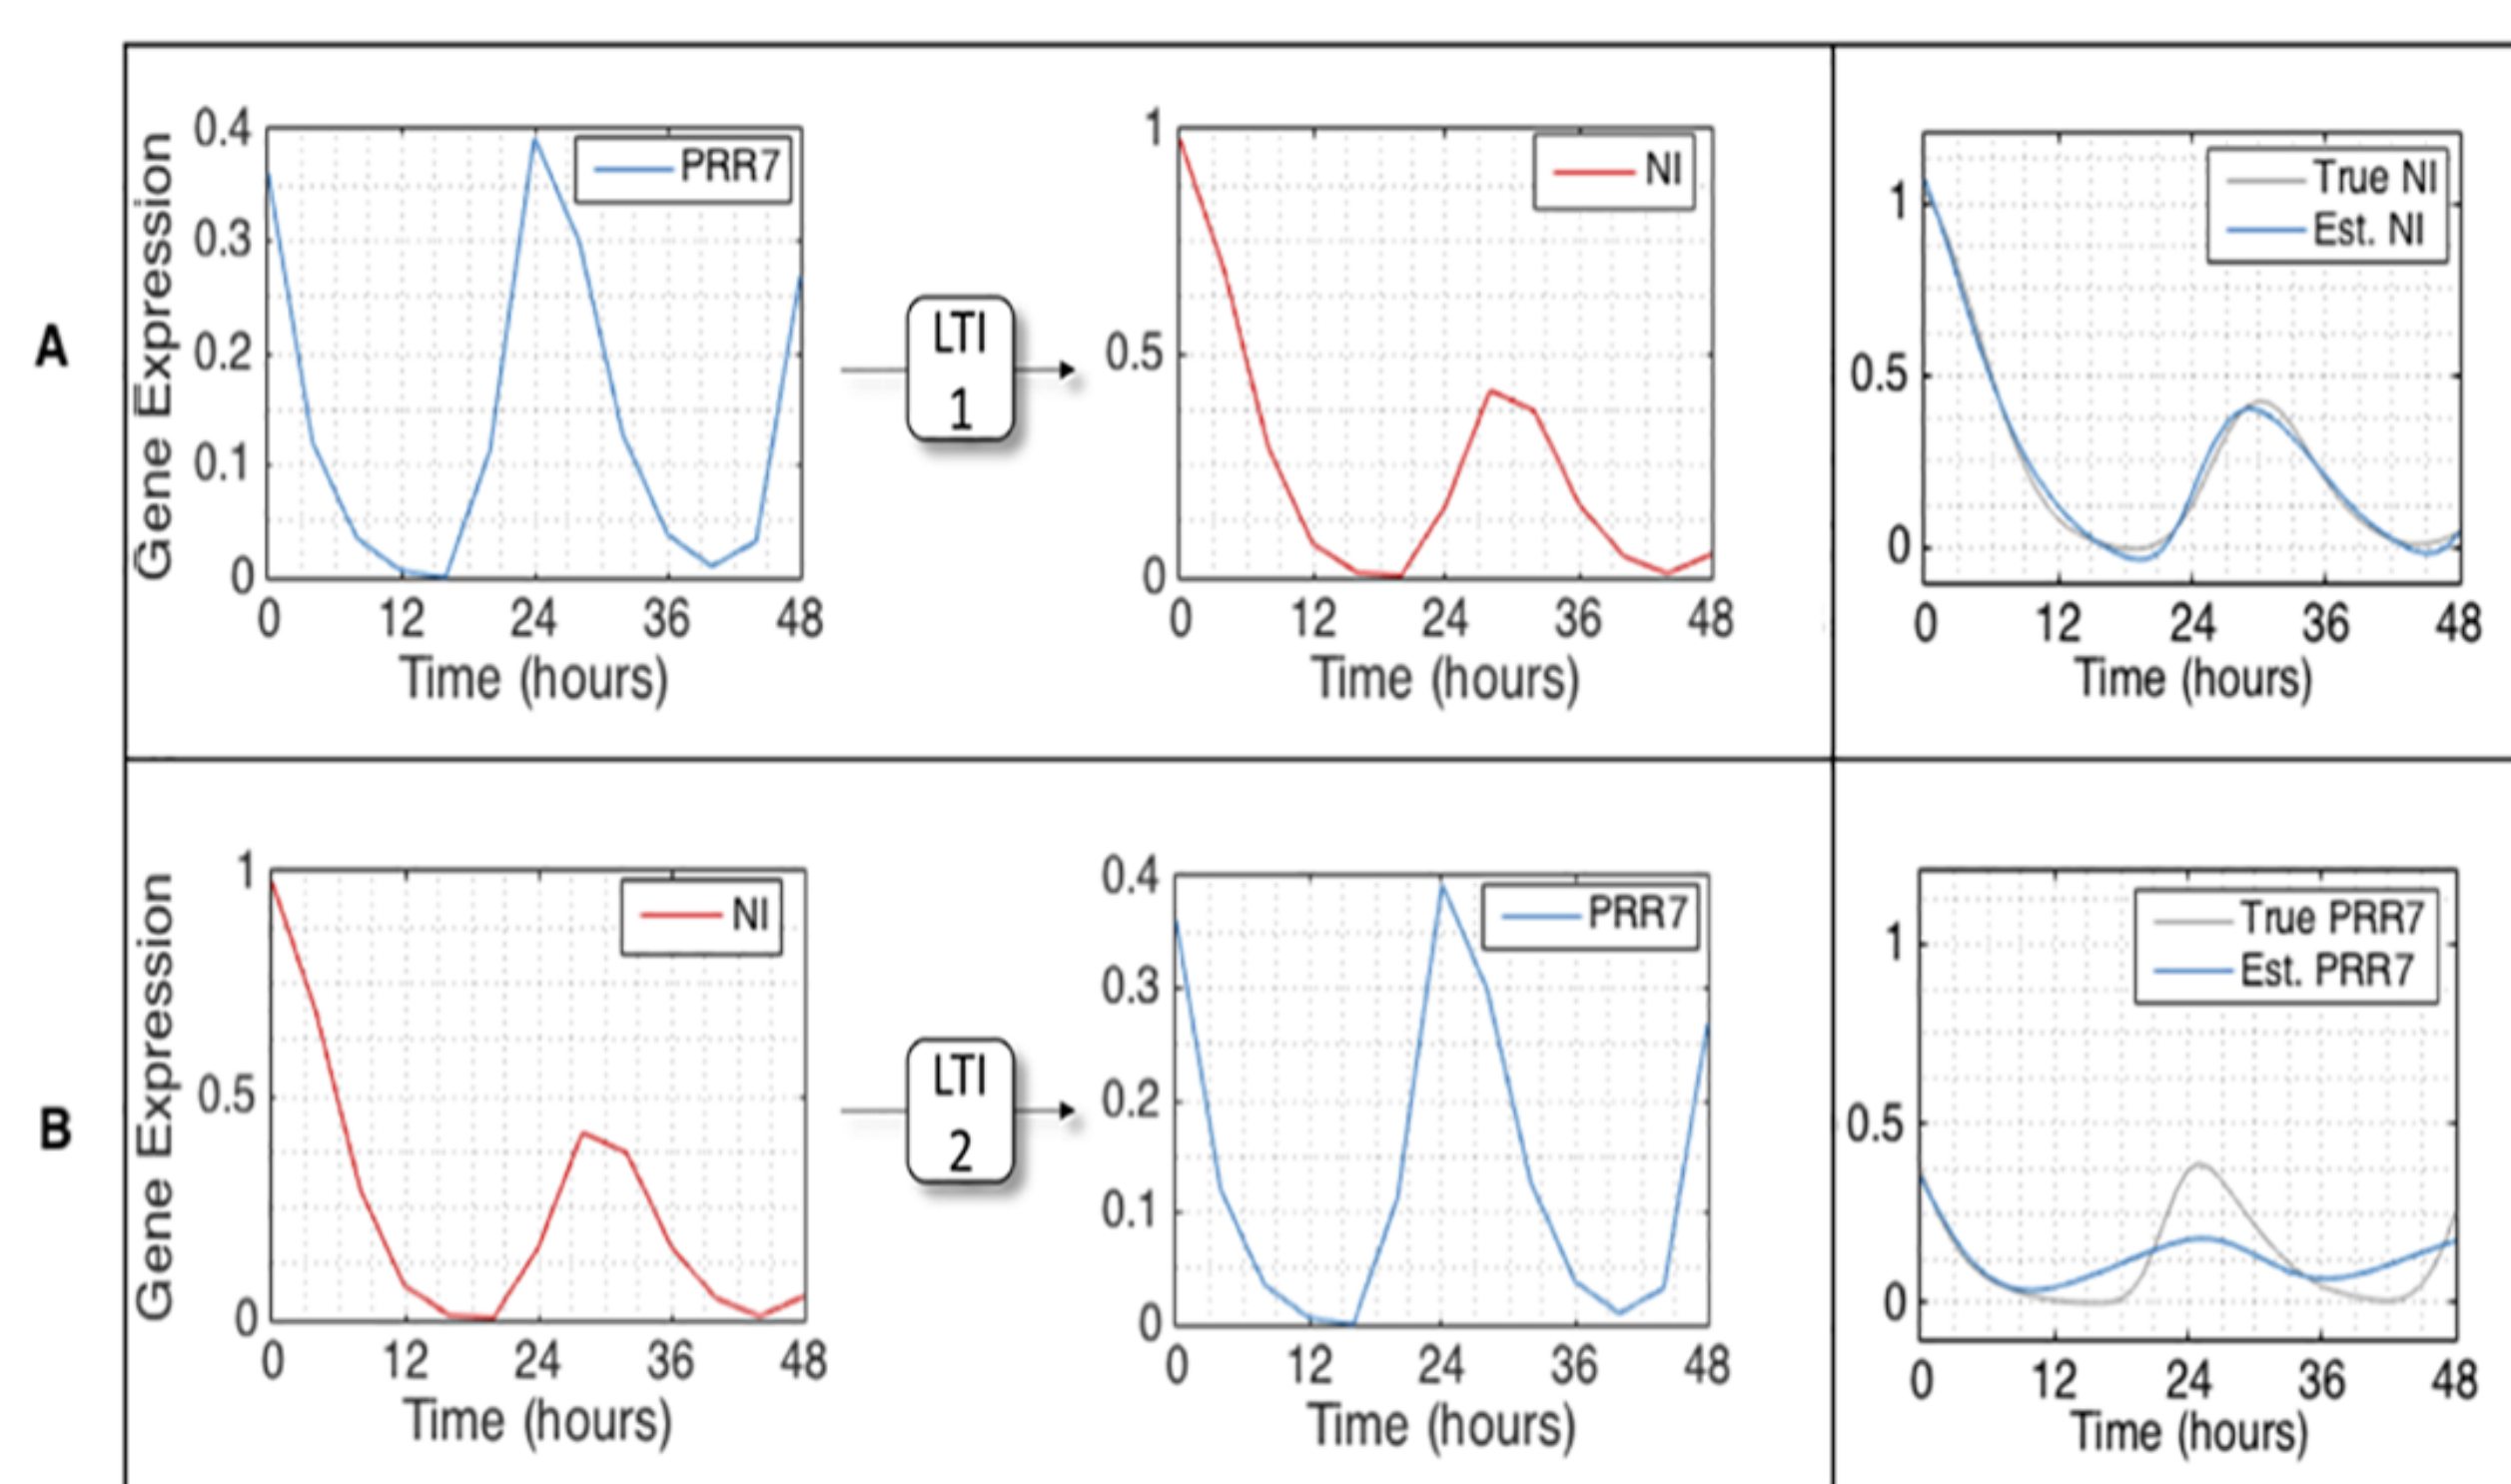 A
Gene Expression
0.4
0.3
0.2
0.1
0
0 12 24 36 48
Time (hours)
PRR7
LTI
1
1
0.5
0
0 12 24 36 48
Time (hours)
NI
1
0.5
0
0 12 24 36 48
Time (hours)
True NI
Est. NI
B
Gene Expression
1
0.5
0
0 12 24 36 48
Time (hours)
NI
LTI
2
0.4
0.3
0.2
0.1
0
0 12 24 36 48
Time (hours)
PRR7
1
0.5
0
0 12 24 36 48
Time (hours)
True PRR7
Est. PRR7